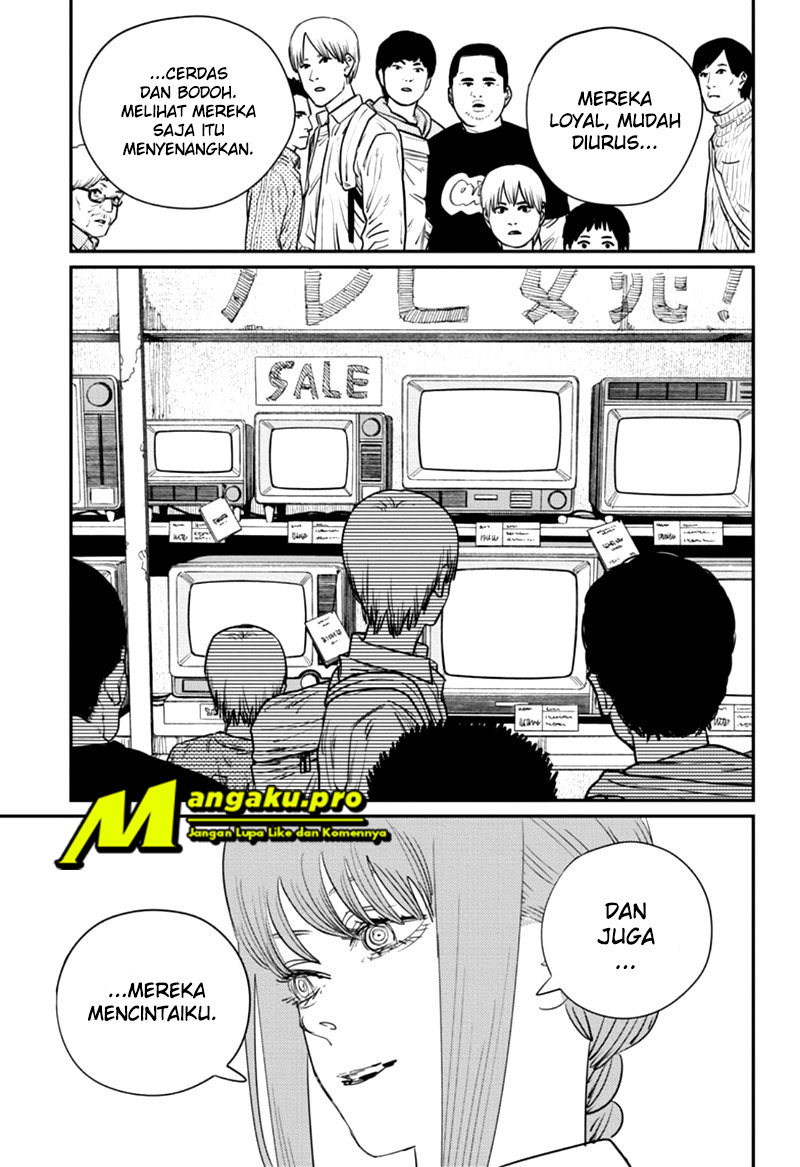 MEREKA
LOYAL, MUDAH
DIURUS...
...CERDAS
DAN BODOH.
MELIHAT MEREKA
SAJA ITU
MENYENANGKAN.
SALE
Mangaku.pro
Jangan Lupa Like dan Komennya
DAN
JUGA
...
...MEREKA
MENCINTAIKU.